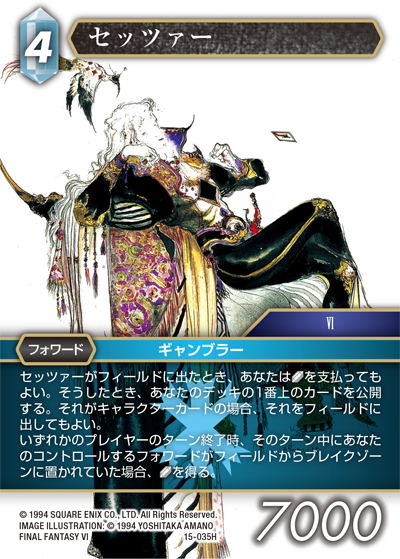 4
セッツァー
VI
フォワード
ギャンブラー
セッツァーがフィールドに出たとき、あなたは を支払っても
よい。そうしたとき、あなたのデッキの1番上のカードを公開
する。それがキャラクターカードの場合、それをフィールドに
出してもよい。
いずれかのプレイヤーのターン終了時、そのターン中にあなた
のコントロールするフォワードがフィールドからブレイクゾー
ンに置かれていた場合、 を得る。
© 1994 SQUARE ENIX CO., LTD. All Rights Reserved.
IMAGE ILLUSTRATION: © 1994 YOSHITAKA AMANO
FINAL FANTASY VI
15-035H
7000